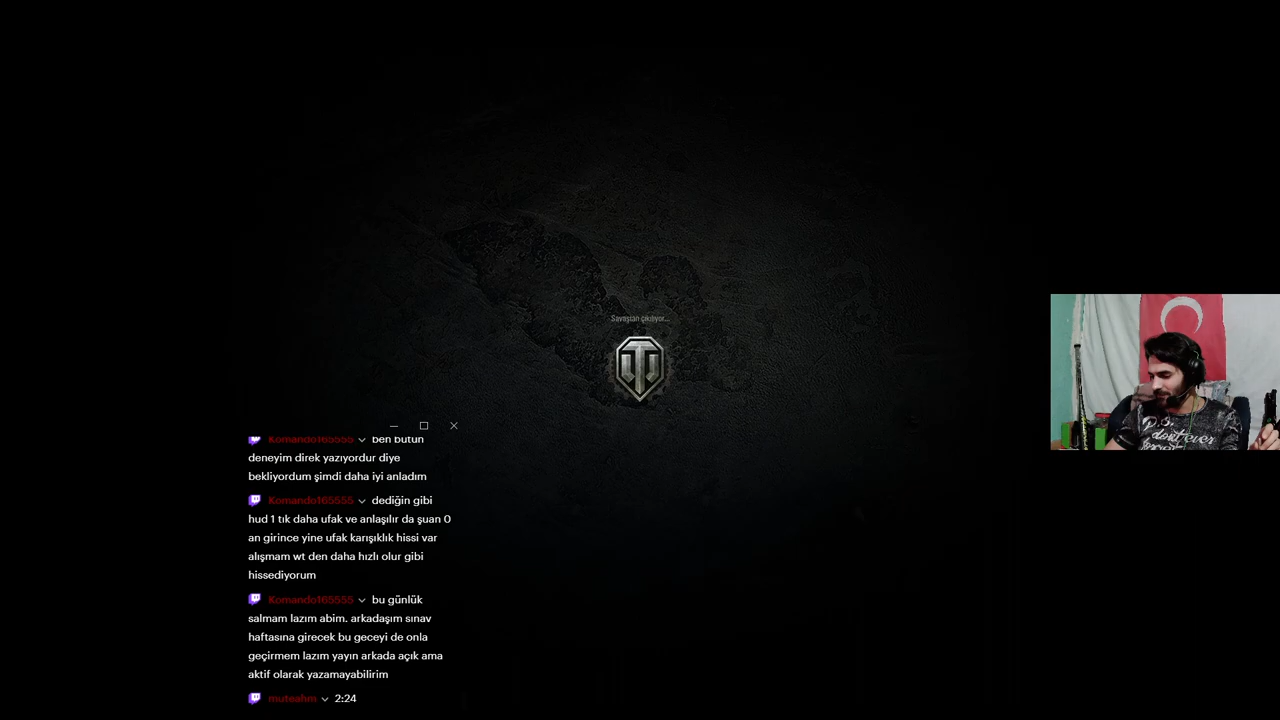 Savaştan çıkılıyor...
Komando165555 ben bütün
deneyim direk yazıyordur diye
bekliyordum şimdi daha iyi anladım
Komando165555 dediğin gibi
hud 1 tık daha ufak ve anlaşılır da şuan 0
an girince yine ufak karışıklık hissi var
alışmam wt den daha hızlı olur gibi
hissediyorum
Komando165555 bu günlük
salmam lazım abim. arkadaşım sınav
haftasına girecek bu geceyi de onla
geçirmem lazım yayın arkada açık ama
aktif olarak yazamayabilirim
muteahm 2:24
don't ever